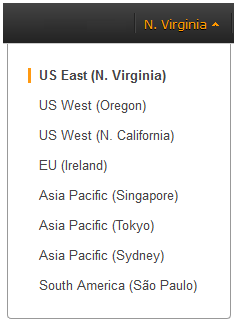 N. Virginia
US East (N. Virginia)
US West (Oregon)
US West (N. California)
EU (Ireland)
Asia Pacific (Singapore)
Asia Pacific (Tokyo)
Asia Pacific (Sydney)
South America (São Paulo)